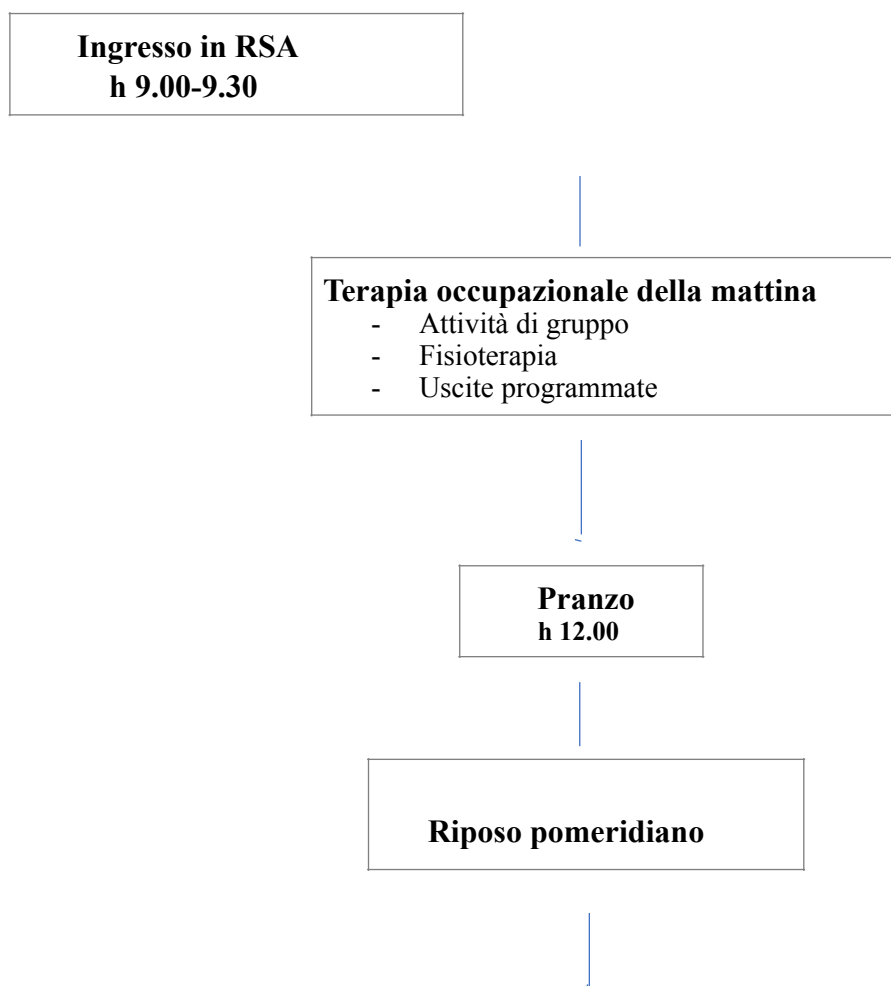 Ingresso in RSA
h 9.00-9.30
Terapia occupazionale della mattina
- Attività di gruppo
- Fisioterapia
- Uscite programmate
Pranzo
h 12.00
Riposo pomeridiano